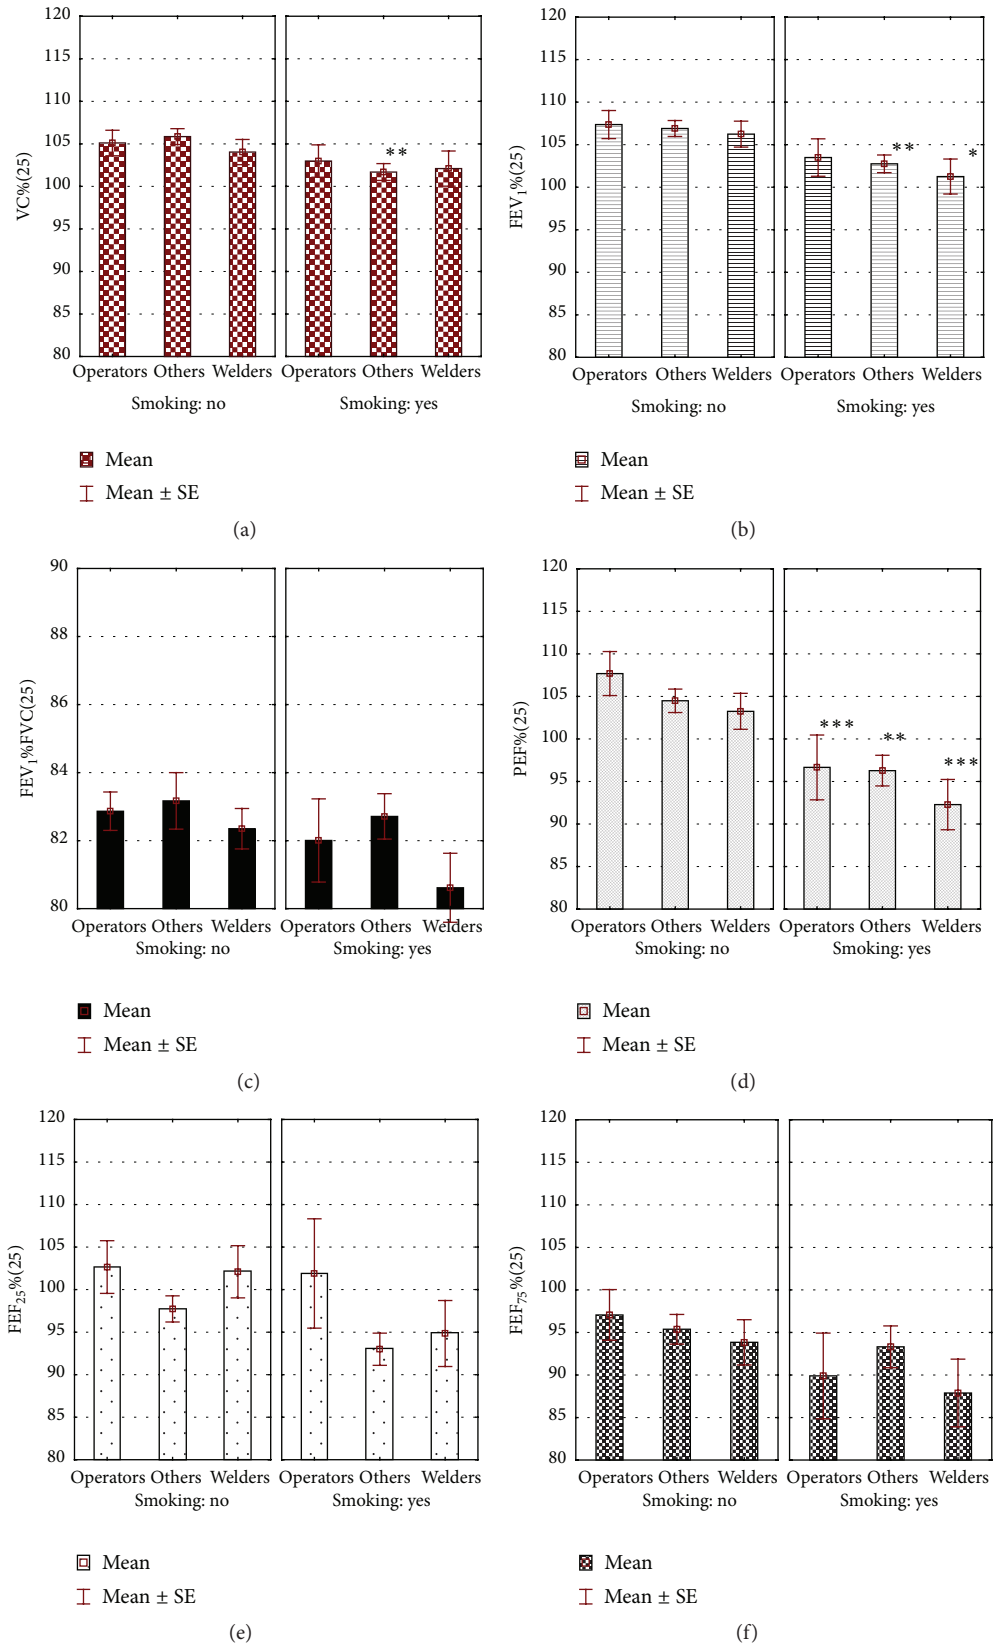 120
115
110
105
100
95
90
85
80
VC%(25)
**
Operators Others Welders
Operators Others Welders
Smoking: no
Smoking: yes
Mean
Mean ± SE
(a)
120
115
110
105
100
95
90
85
80
FEV₁%(25)
**
*
Operators Others Welders
Operators Others Welders
Smoking: no
Smoking: yes
Mean
Mean ± SE
(b)
90
88
86
84
82
80
FEV₁%FVC(25)
Operators Others Welders
Operators Others Welders
Smoking: no
Smoking: yes
Mean
Mean ± SE
(c)
120
115
110
105
100
95
90
85
80
PEF%(25)
***
**
***
Operators Others Welders
Operators Others Welders
Smoking: no
Smoking: yes
Mean
Mean ± SE
(d)
120
115
110
105
100
95
90
85
80
FEF₂₅%(25)
Operators Others Welders
Operators Others Welders
Smoking: no
Smoking: yes
Mean
Mean ± SE
(e)
120
115
110
105
100
95
90
85
80
FEF₇₅%(25)
Operators Others Welders
Operators Others Welders
Smoking: no
Smoking: yes
Mean
Mean ± SE
(f)